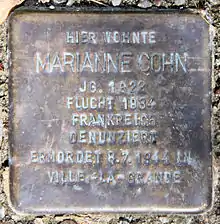 HIER WOHNTE
MARIANNE COHN
JG. 1922
FLUCHT 1934
FRANKREICH
DENUNZIERT
ERMORDET 8.7.1944 IN
VILLE-LA-GRANDE